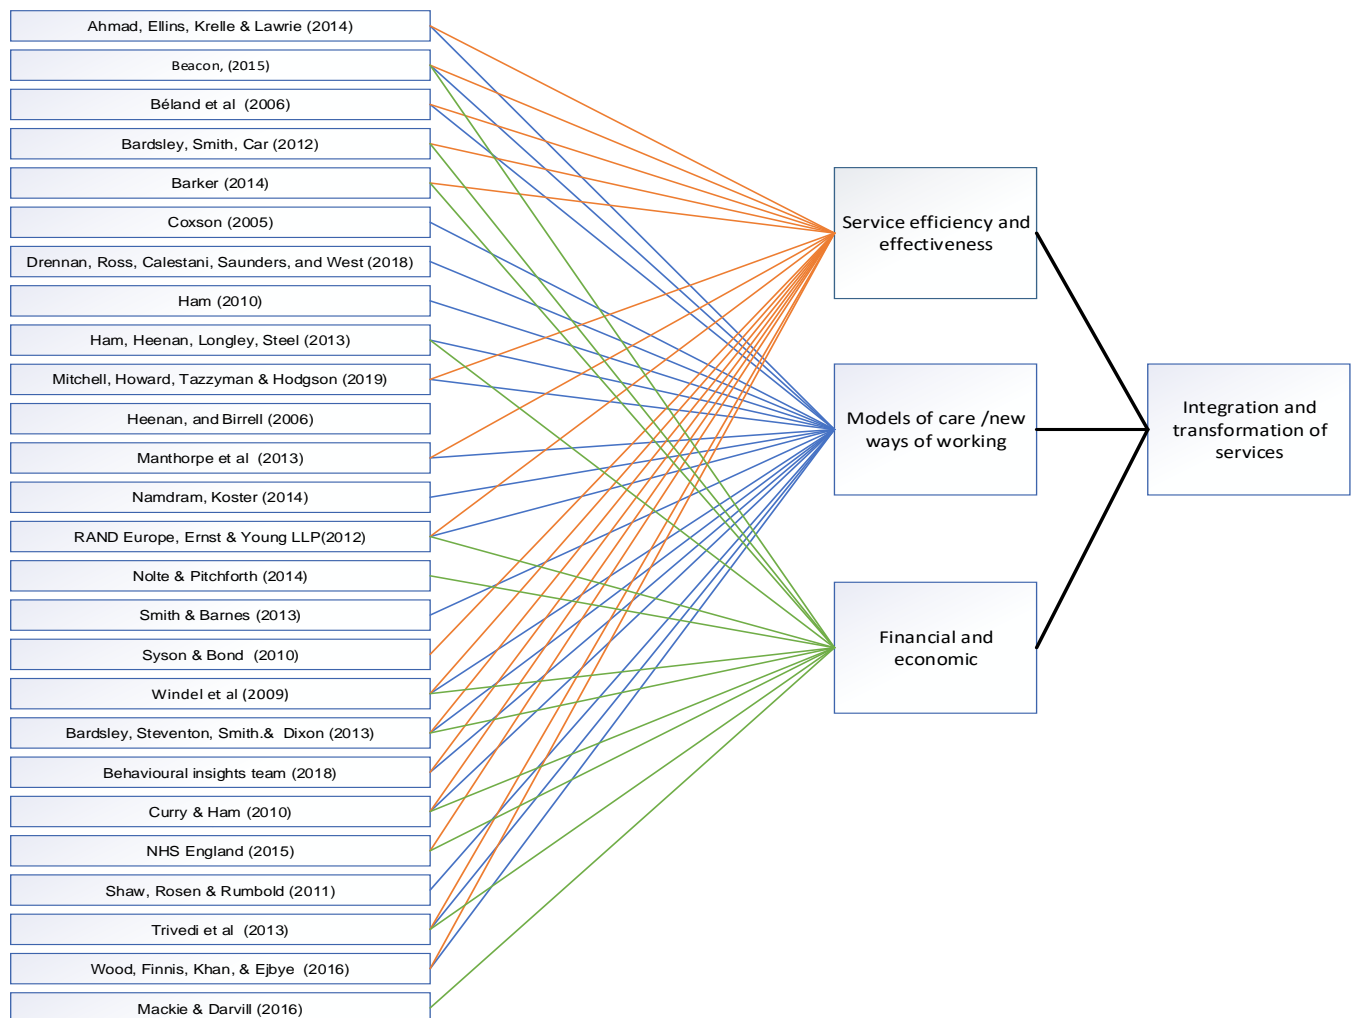 Ahmad, Ellins, Krelle & Lawrie (2014)
Beacon, (2015)
Béland et al (2006)
Bardsley, Smith, Car (2012)
Barker (2014)
Coxson (2005)
Drennan, Ross, Calestani, Saunders, and West (2018)
Ham (2010)
Ham, Heenan, Longley, Steel (2013)
Mitchell, Howard, Tazzyman & Hodgson (2019)
Heenan, and Birrell (2006)
Manthorpe et al (2013)
Namdram, Koster (2014)
RAND Europe, Ernst & Young LLP(2012)
Nolte & Pitchforth (2014)
Smith & Barnes (2013)
Syson & Bond (2010)
Windel et al (2009)
Bardsley, Steventon, Smith.& Dixon (2013)
Behavioural insights team (2018)
Curry & Ham (2010)
NHS England (2015)
Shaw, Rosen & Rumbold (2011)
Trivedi et al (2013)
Wood, Finnis, Khan, & Ejbye (2016)
Mackie & Darvill (2016)
Service efficiency and
effectiveness
Models of care /new
ways of working
Financial and
economic
Integration and
transformation of
services